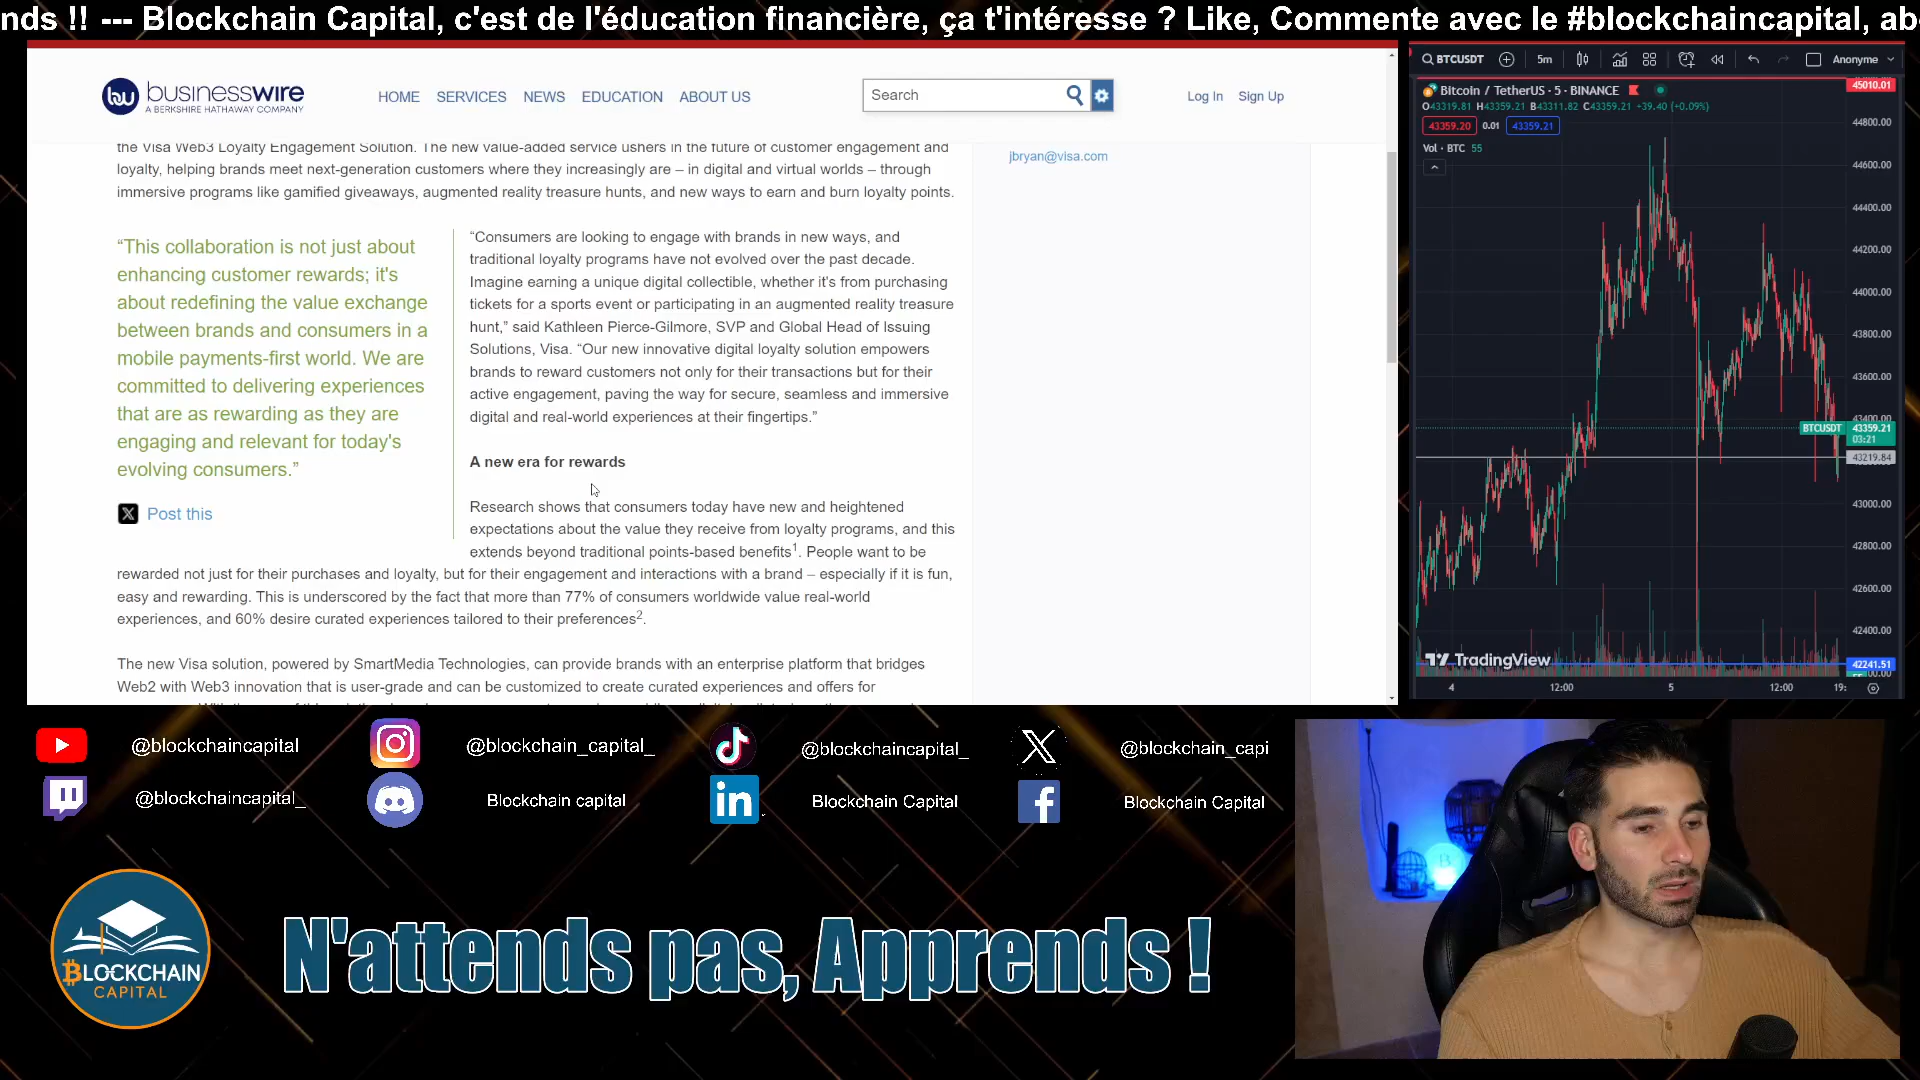 nds !! --- Blockchain Capital, c'est de l'éducation financière, ça t'intéresse ? Like, Commente avec le #blockchaincapital, ab
businesswire
A BERKSHIRE HATHAWAY COMPANY
HOME SERVICES NEWS EDUCATION ABOUT US
Search
Log In Sign Up
the Visa Web3 Loyalty Engagement Solution. The new value-added service ushers in the future of customer engagement and
loyalty, helping brands meet next-generation customers where they increasingly are – in digital and virtual worlds – through
immersive programs like gamified giveaways, augmented reality treasure hunts, and new ways to earn and burn loyalty points.
jbryan@visa.com
“This collaboration is not just about
enhancing customer rewards; it's
about redefining the value exchange
between brands and consumers in a
mobile payments-first world. We are
committed to delivering experiences
that are as rewarding as they are
engaging and relevant for today's
evolving consumers.”
Post this
“Consumers are looking to engage with brands in new ways, and
traditional loyalty programs have not evolved over the past decade.
Imagine earning a unique digital collectible, whether it's from purchasing
tickets for a sports event or participating in an augmented reality treasure
hunt,” said Kathleen Pierce-Gilmore, SVP and Global Head of Issuing
Solutions, Visa. “Our new innovative digital loyalty solution empowers
brands to reward customers not only for their transactions but for their
active engagement, paving the way for secure, seamless and immersive
digital and real-world experiences at their fingertips.”
A new era for rewards
Research shows that consumers today have new and heightened
expectations about the value they receive from loyalty programs, and this
extends beyond traditional points-based benefits1. People want to be
rewarded not just for their purchases and loyalty, but for their engagement and interactions with a brand – especially if it is fun,
easy and rewarding. This is underscored by the fact that more than 77% of consumers worldwide value real-world
experiences, and 60% desire curated experiences tailored to their preferences2.
The new Visa solution, powered by SmartMedia Technologies, can provide brands with an enterprise platform that bridges
Web2 with Web3 innovation that is user-grade and can be customized to create curated experiences and offers for
BTCUSDT 5m Anonyme
Bitcoin / TetherUS · 5 · BINANCE
O43319.81 H43359.21 B43311.82 C43359.21 +39.40 (+0.09%)
43359.20 0.01 43359.21
Vol · BTC 55
45010.01
44800.00
44600.00
44400.00
44200.00
44000.00
43800.00
43600.00
43400.00
BTCUSDT 43359.21
03:21
43219.84
43000.00
42800.00
42600.00
42400.00
42241.51
TradingView
4 12:00 5 12:00 19:
@blockchaincapital
@blockchain_capital_
@blockchaincapital_
@blockchain_capi
@blockchaincapital_
Blockchain capital
Blockchain Capital
Blockchain Capital
BLOCKCHAIN
CAPITAL
N'attends pas, Apprends !